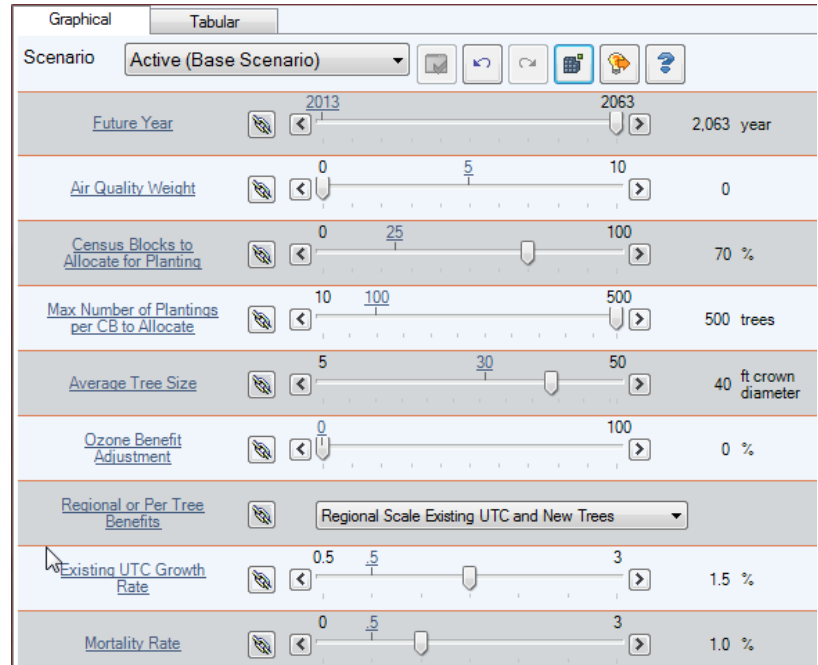 Graphical Tabular
Scenario Active (Base Scenario)
2013 2063
Future Year 2,063 year
0 5 10
Air Quality Weight 0
0 25 100
Census Blocks to
Allocate for Planting 70 %
10 100 500
Max Number of Plantings
per CB to Allocate 500 trees
5 30 50
Average Tree Size 40 ft crown
diameter
0 100
Ozone Benefit
Adjustment 0 %
Regional or Per Tree
Benefits Regional Scale Existing UTC and New Trees
0.5 .5 3
Existing UTC Growth
Rate 1.5 %
0 .5 3
Mortality Rate 1.0 %